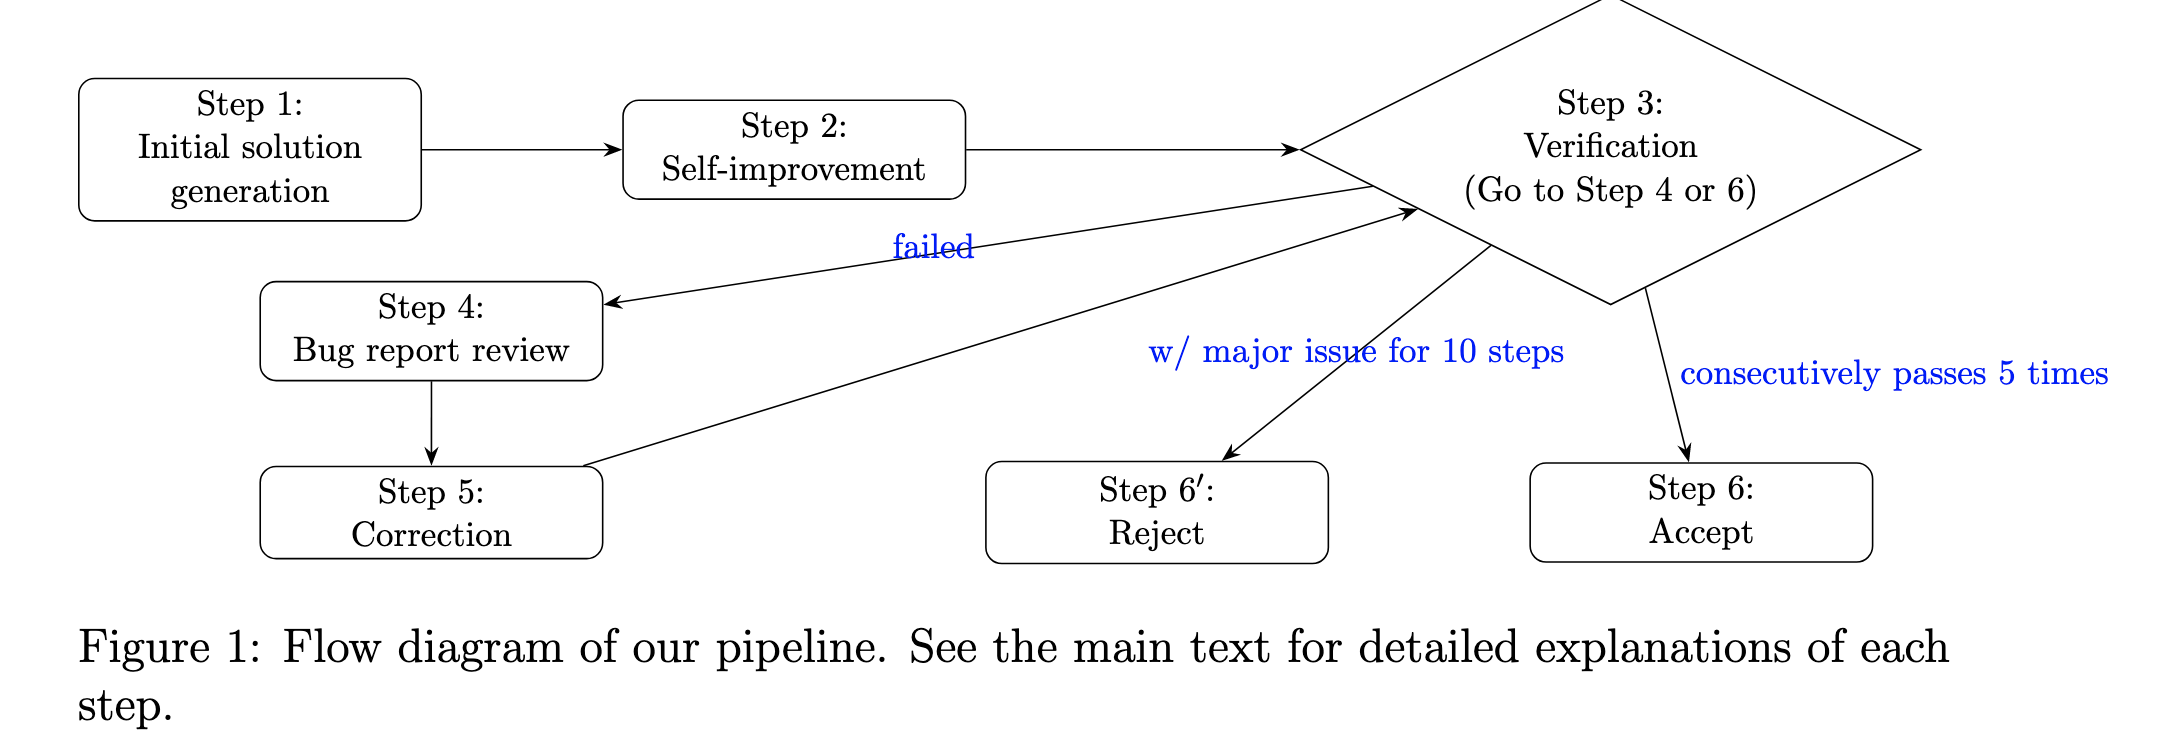 Step 1:
Initial solution
generation
Step 2:
Self-improvement
Step 3:
Verification
(Go to Step 4 or 6)
failed
Step 4:
Bug report review
w/ major issue for 10 steps
consecutively passes 5 times
Step 5:
Correction
Step 6′:
Reject
Step 6:
Accept
Figure 1: Flow diagram of our pipeline. See the main text for detailed explanations of each
step.